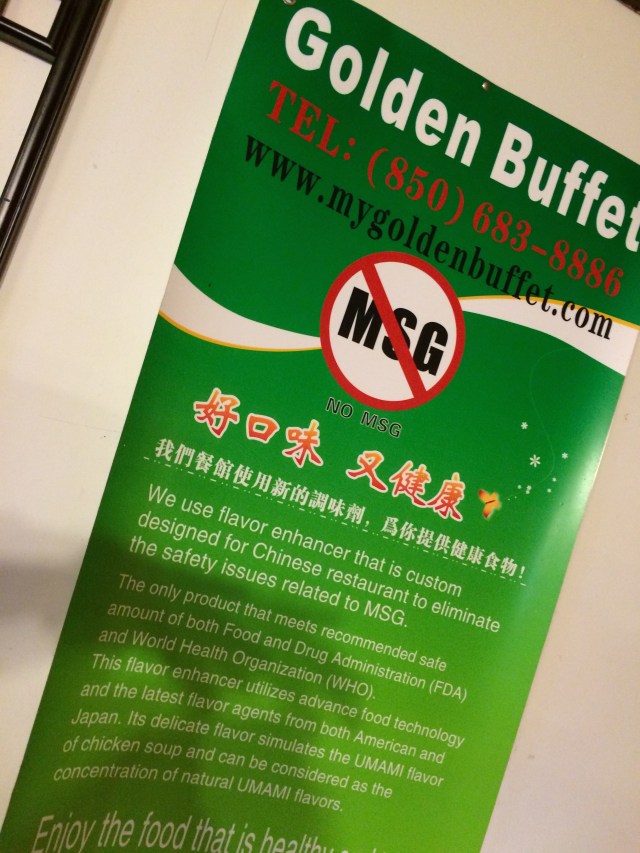 Golden Buffet
TEL: (850) 683-8886
www.mygoldenbuffet.com
MSG
NO MSG
好口味 又健康
我們餐館使用新的調味劑，爲你提供健康食物!
We use flavor enhancer that is custom
designed for Chinese restaurant to eliminate
the safety issues related to MSG.
The only product that meets recommended safe
amount of both Food and Drug Administration (FDA)
and World Health Organization (WHO).
This flavor enhancer utilizes advance food technology
and the latest flavor agents from both American and
Japan. Its delicate flavor simulates the UMAMI flavor
of chicken soup and can be considered as the
concentration of natural UMAMI flavors.
Enjoy the food that is healthy